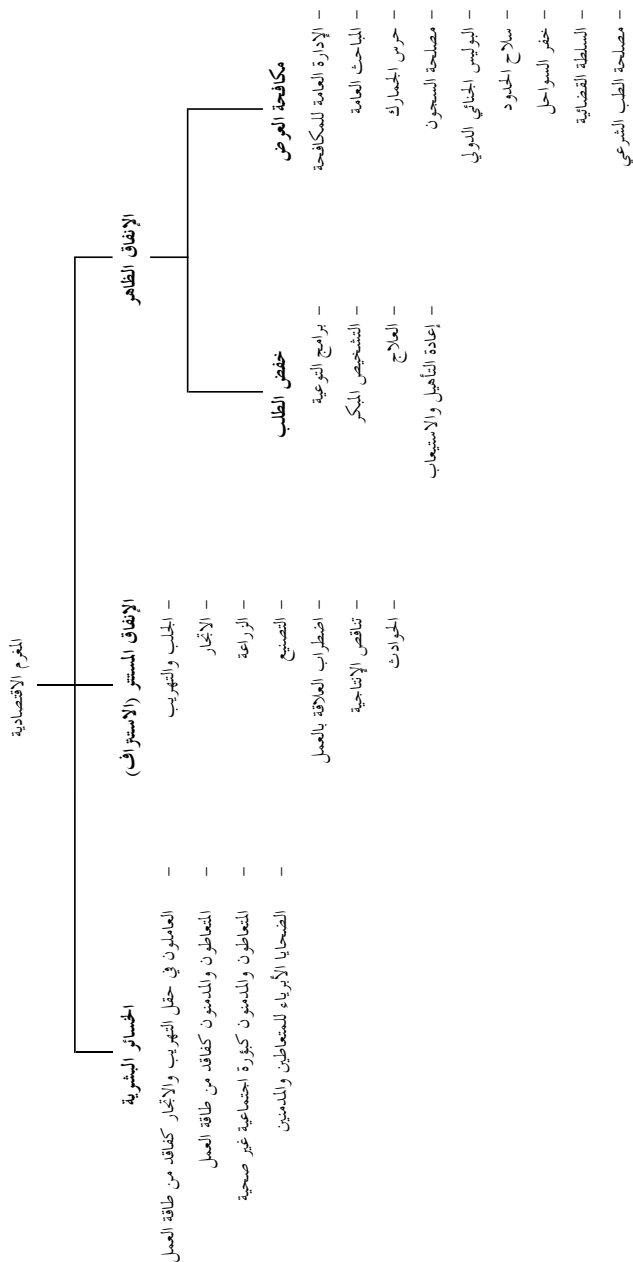 المغرم الاقتصادية
الإنفاق الظاهر
مكافحة العرض
– الإدارة العامة للمكافحة
– المباحث العامة
– حرس الجمارك
– مصلحة السجون
– البوليس الجنائي الدولي
– سلاح الحدود
– خفر السواحل
– السلطة القضائية
– مصلحة الطب الشرعي
خفض الطلب
– برامج التوعية
– التشخيص المبكر
– العلاج
– إعادة التأهيل والاستيعاب
الإنفاق المستتر (الاستنزاف)
– الجلب والتهريب
– الاتجار
– الزراعة
– التصنيع
– اضطراب العلاقة بالعمل
– تناقص الإنتاجية
– الحوادث
الخسائر البشرية
– العاملون في حقل التهريب والاتجار كفاقد من طاقة العمل
– المتعاطون والمدمنون كفاقد من طاقة العمل
– المتعاطون والمدمنون كبؤرة اجتماعية غير صحية
– الضحايا الأبرياء للمتعاطين والمدمنين